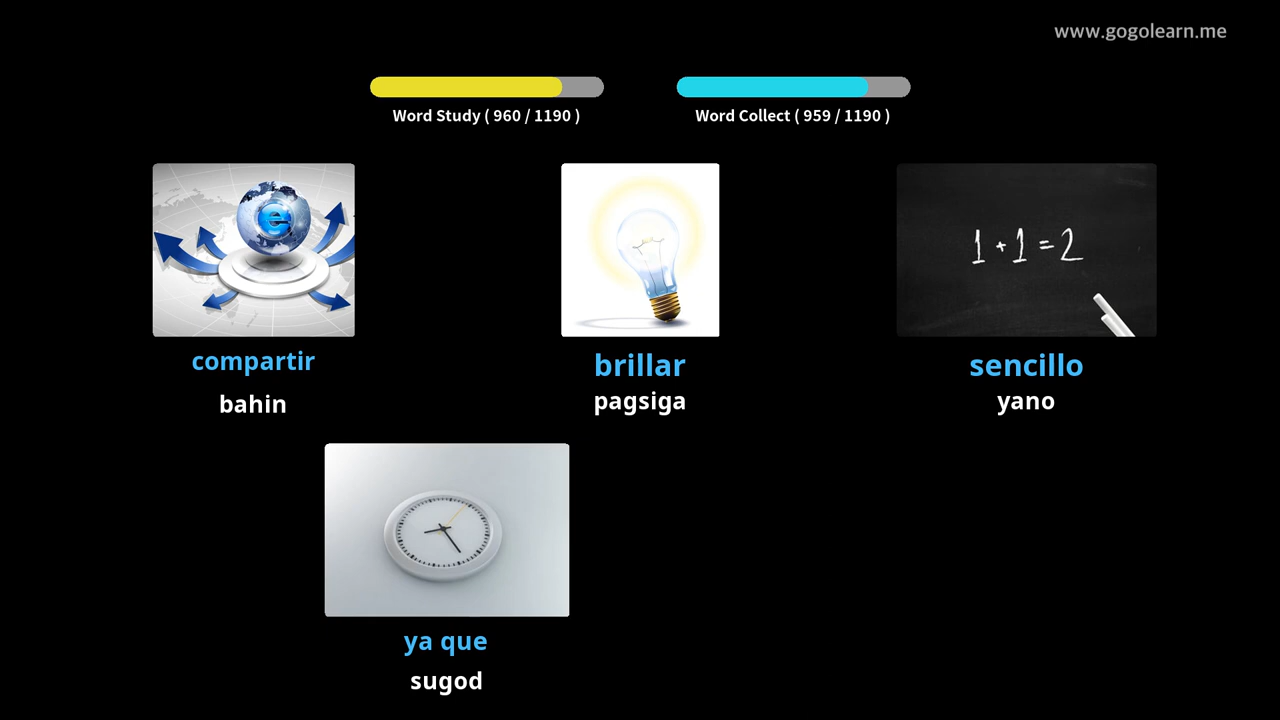 www.gogolearn.me
Word Study ( 960 / 1190 )
Word Collect ( 959 / 1190 )
e
1 + 1 = 2
compartir
brillar
sencillo
bahin
pagsiga
yano
ya que
sugod